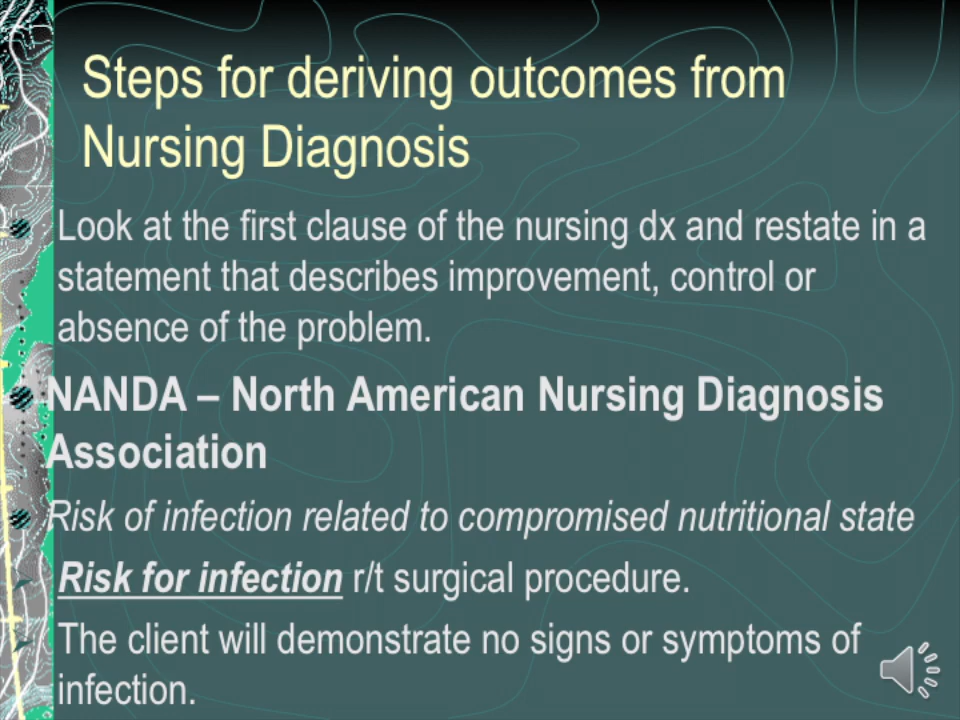 Steps for deriving outcomes from
Nursing Diagnosis
Look at the first clause of the nursing dx and restate in a
statement that describes improvement, control or
absence of the problem.
NANDA – North American Nursing Diagnosis
Association
Risk of infection related to compromised nutritional state
Risk for infection r/t surgical procedure.
The client will demonstrate no signs or symptoms of
infection.